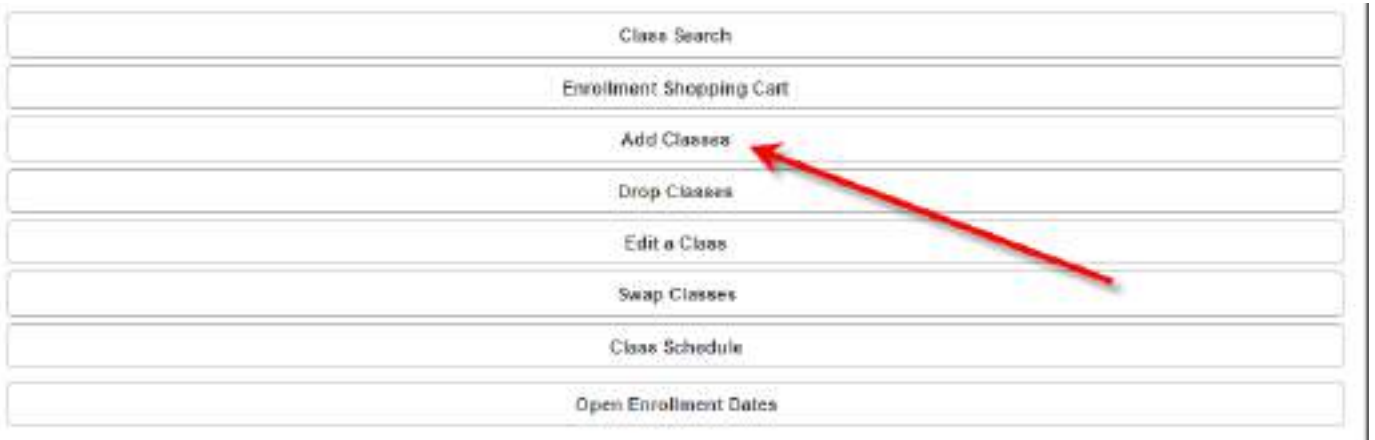 Class Search
Enrollment Shopping Cart
Add Classes
Drop Classes
Edit a Class
Swap Classes
Class Schedule
Open Enrollment Dates